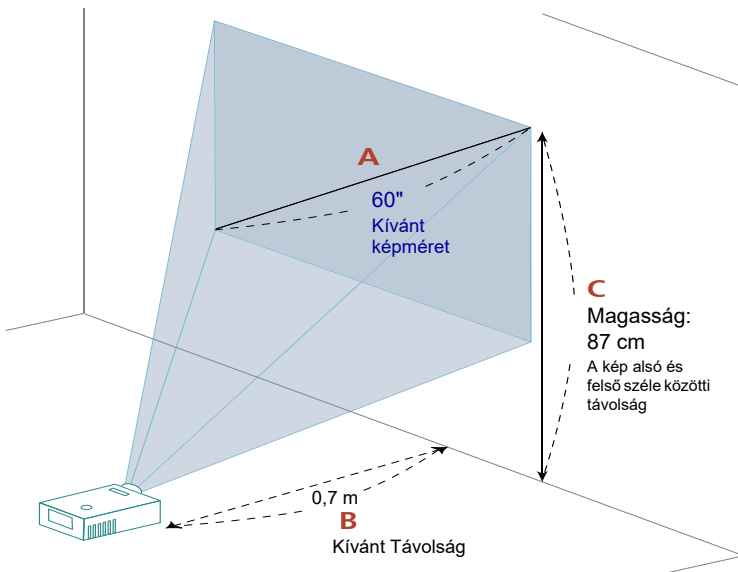 A
60"
Kívánt
képméret
C
Magasság:
87 cm
A kép alsó és
felső széle közötti
távolság
0,7 m
B
Kívánt Távolság